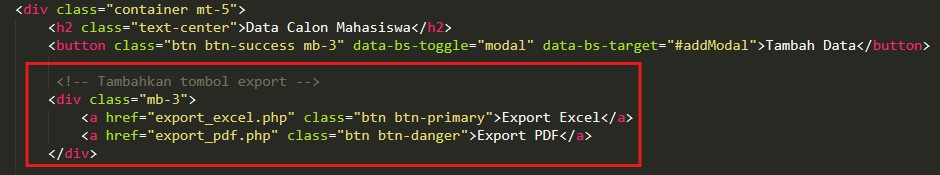 <div class="container mt-5">
<h2 class="text-center">Data Calon Mahasiswa</h2>
<button class="btn btn-success mb-3" data-bs-toggle="modal" data-bs-target="#addModal">Tambah Data</button>
<!-- Tambahkan tombol export -->
<div class="mb-3">
<a href="export_excel.php" class="btn btn-primary">Export Excel</a>
<a href="export_pdf.php" class="btn btn-danger">Export PDF</a>
</div>